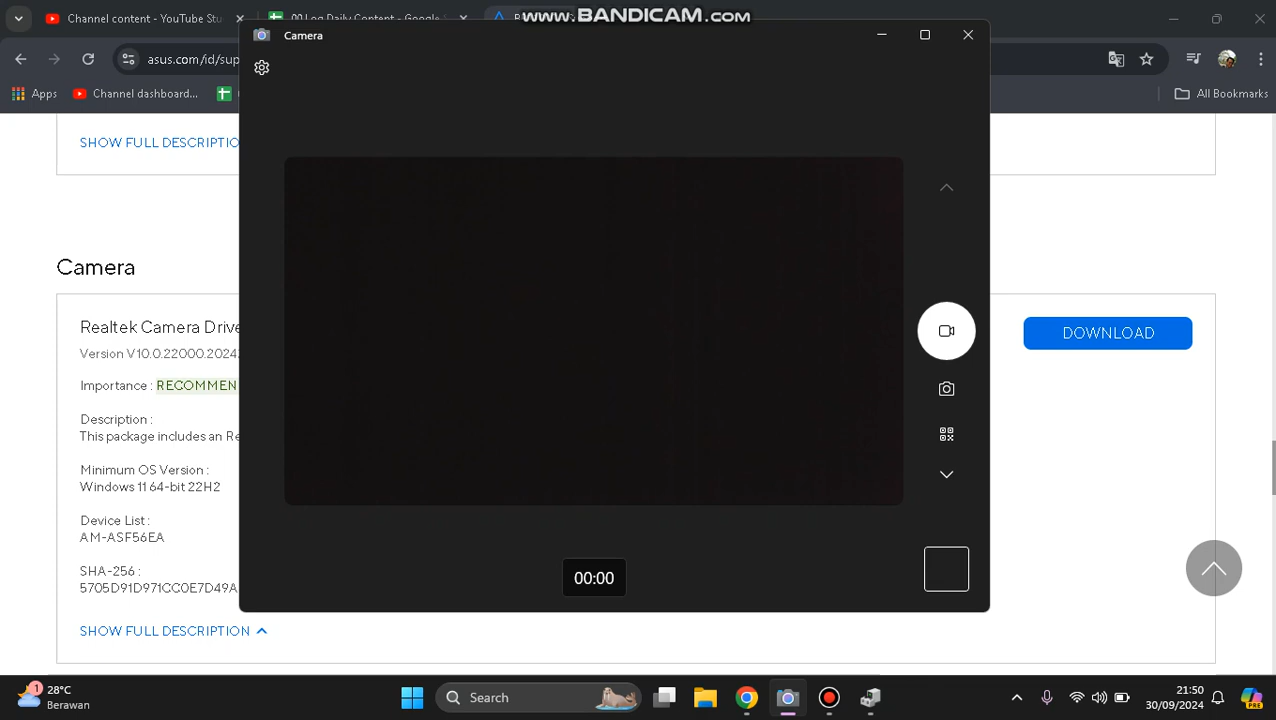 Channel content - YouTube Stu
00 Log Daily Content - Google
www.BANDICAM.com
Camera
asus.com/id/sup
Apps
Channel dashboard...
All Bookmarks
SHOW FULL DESCRIPTIO
Camera
Realtek Camera Drive
Version V10.0.22000.2024
DOWNLOAD
Importance : RECOMMEN
Description :
This package includes an Re
Minimum OS Version :
Windows 11 64-bit 22H2
Device List :
AM-ASF56EA
SHA-256 :
5705D91D971CC0E7D49A
00:00
SHOW FULL DESCRIPTION
1
28°C
Berawan
Search
21:50
30/09/2024
PRE